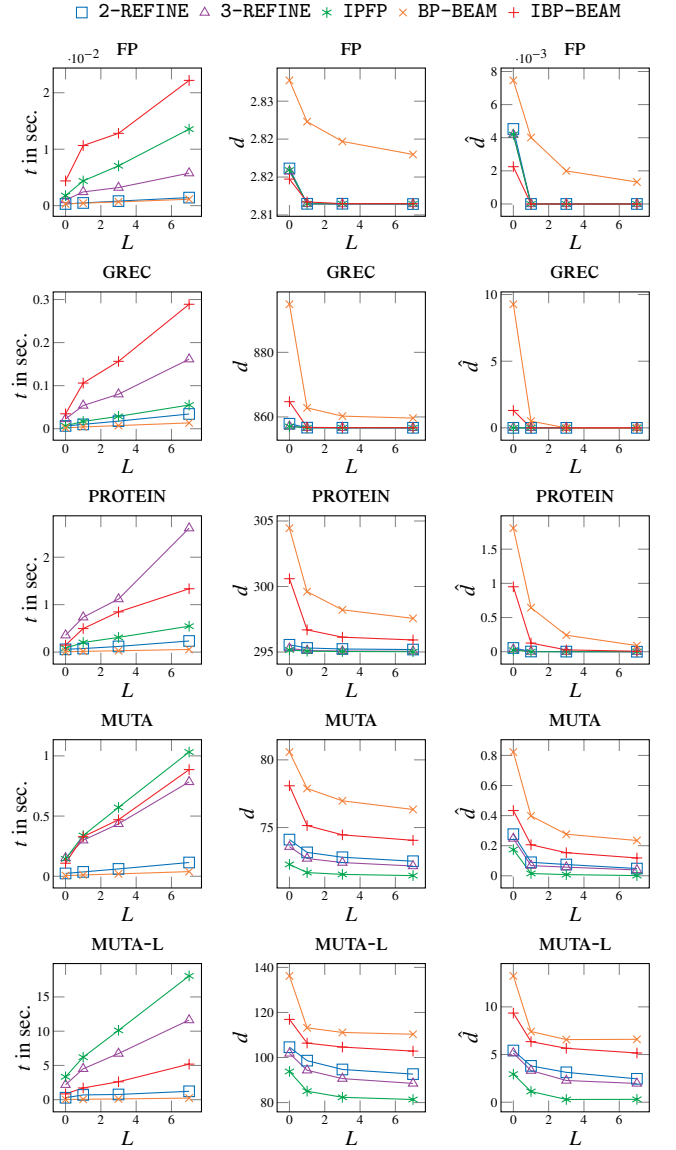 2-REFINE 3-REFINE IPFP BP-BEAM IBP-BEAM
FP FP FP
·10⁻² ·10⁻³
2 1 0
2.83 2.82 2.82 2.81
8 6 4 2 0
t in sec. d d̂
0 2 4 6 0 2 4 6 0 2 4 6
L L L
GREC GREC GREC
0.3 0.2 0.1 0
880 860
10 5 0
t in sec. d d̂
0 2 4 6 0 2 4 6 0 2 4 6
L L L
PROTEIN PROTEIN PROTEIN
2 1 0
305 300 295
1.5 1 0.5 0
t in sec. d d̂
0 2 4 6 0 2 4 6 0 2 4 6
L L L
MUTA MUTA MUTA
1 0.5 0
80 75
0.8 0.6 0.4 0.2 0
t in sec. d d̂
0 2 4 6 0 2 4 6 0 2 4 6
L L L
MUTA-L MUTA-L MUTA-L
15 10 5 0
140 120 100 80
10 5 0
t in sec. d d̂
0 2 4 6 0 2 4 6 0 2 4 6
L L L